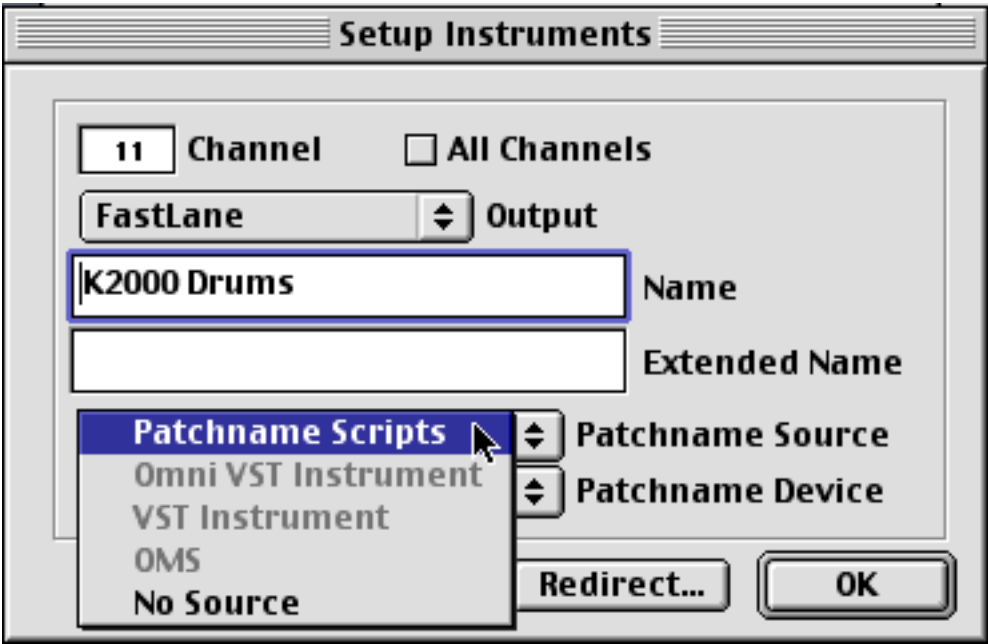 Setup Instruments
11 Channel All Channels
FastLane Output
K2000 Drums Name
Extended Name
Patchname Scripts Patchname Source
Omni VST Instrument
Patchname Device
VST Instrument
OMS
No Source
Redirect... OK